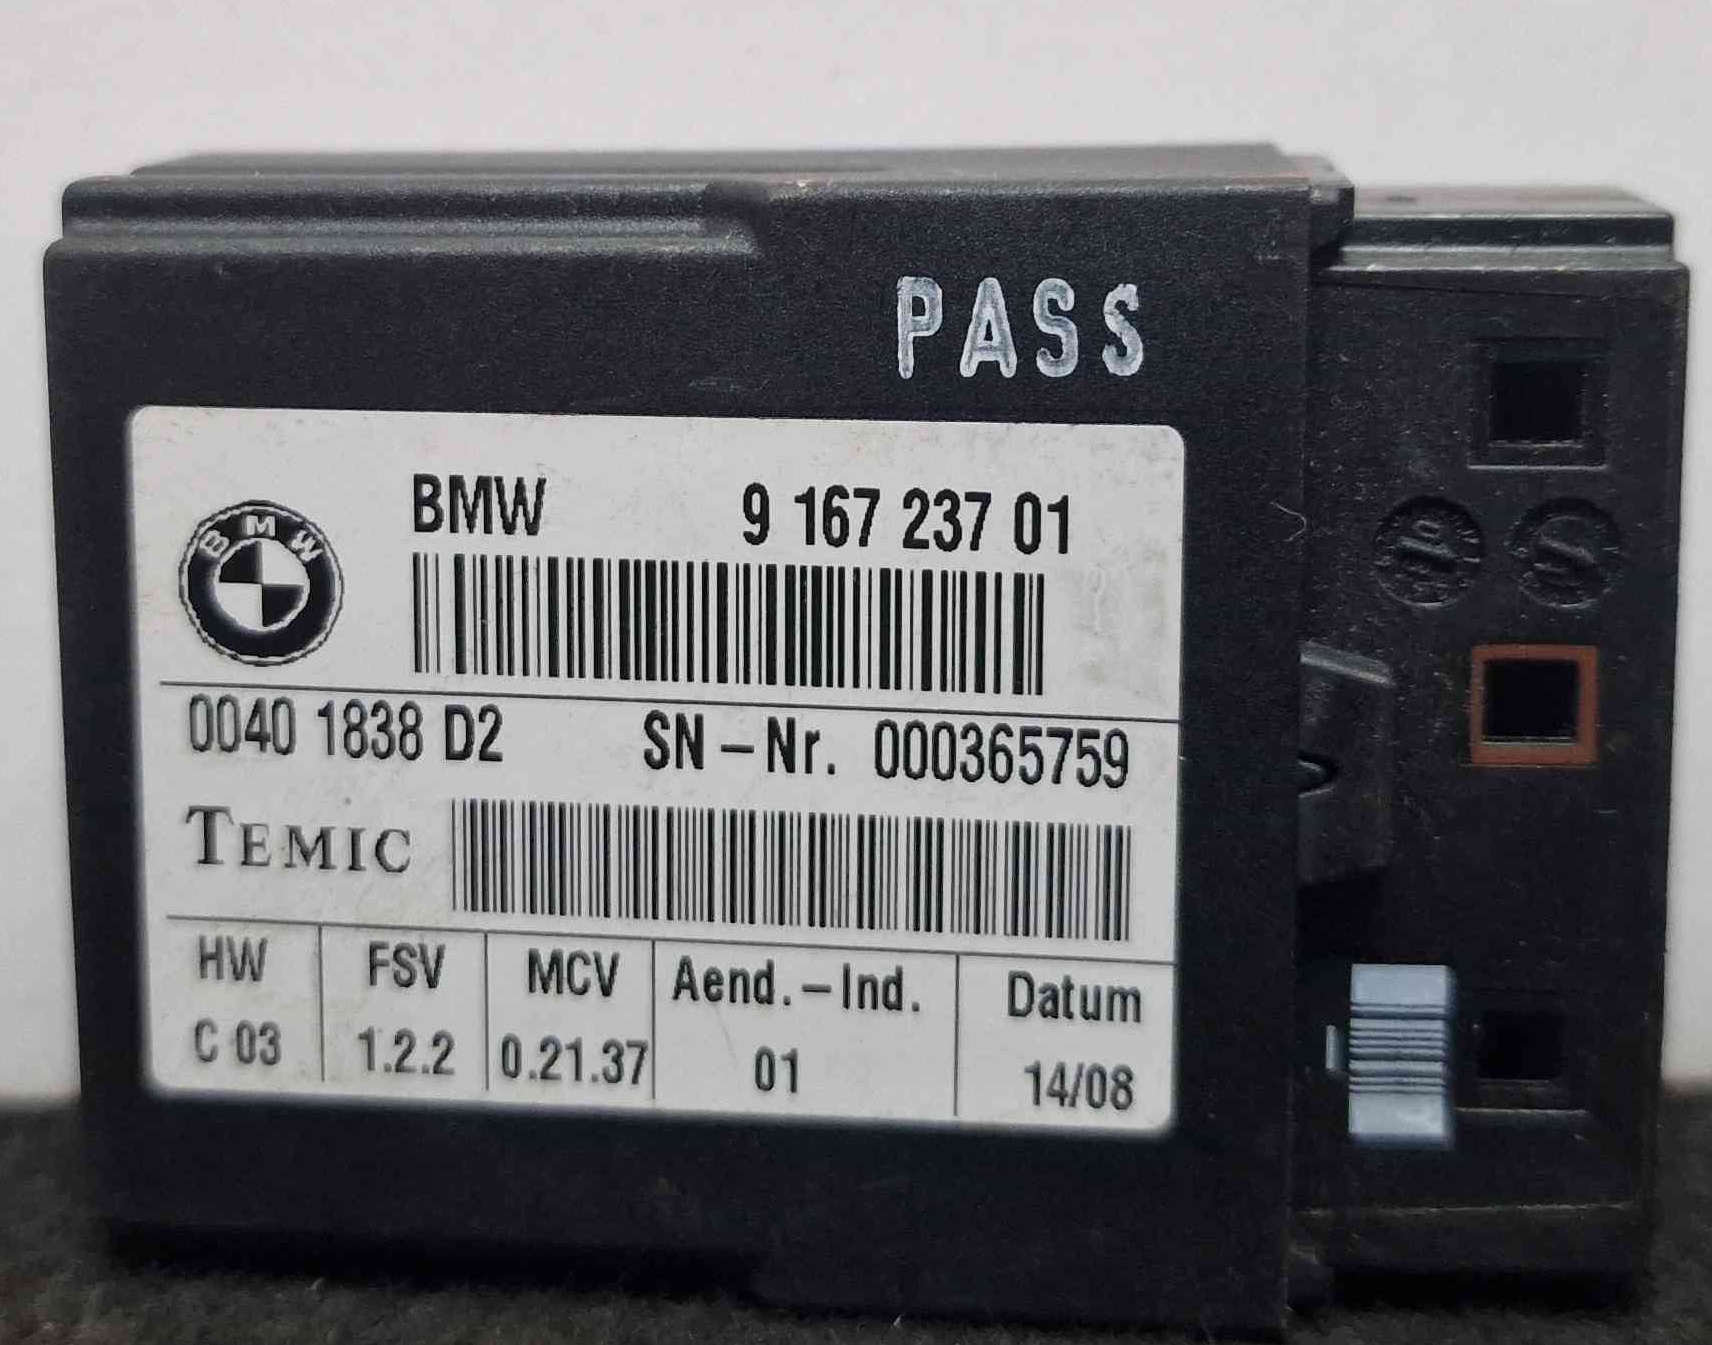 PASS
BMW
BMW 9 167 237 01
0040 1838 D2 SN-Nr. 000365759
TEMIC
HW FSV MCV Aend.-Ind. Datum
C 03 1.2.2 0.21.37 01 14/08